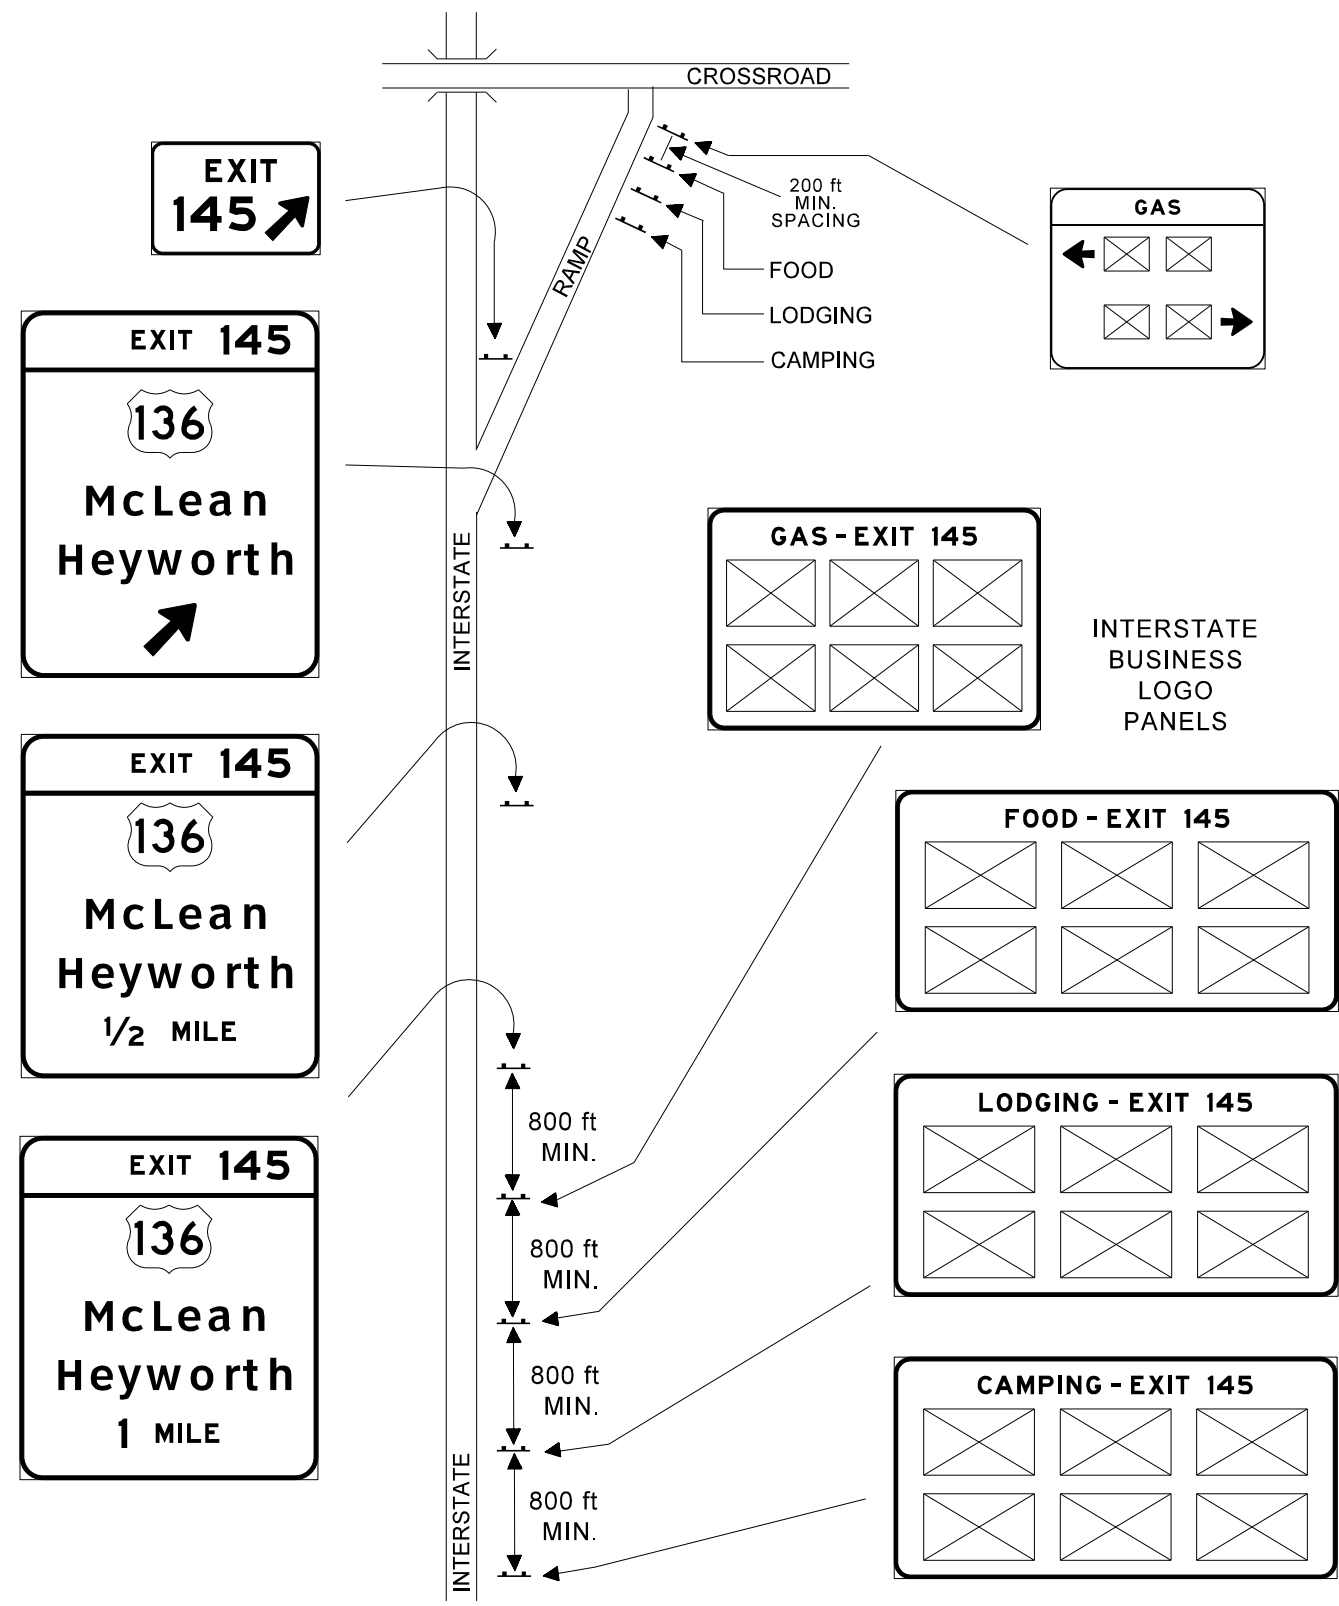 CROSSROAD
EXIT
145
200 ft
MIN.
SPACING
GAS
RAMP
FOOD
LODGING
CAMPING
EXIT 145
136
McLean
Heyworth
GAS - EXIT 145
INTERSTATE
INTERSTATE
BUSINESS
LOGO
PANELS
EXIT 145
136
McLean
Heyworth
1/2 MILE
FOOD - EXIT 145
LODGING - EXIT 145
800 ft
MIN.
EXIT 145
136
McLean
Heyworth
1 MILE
800 ft
MIN.
800 ft
MIN.
CAMPING - EXIT 145
800 ft
MIN.
INTERSTATE